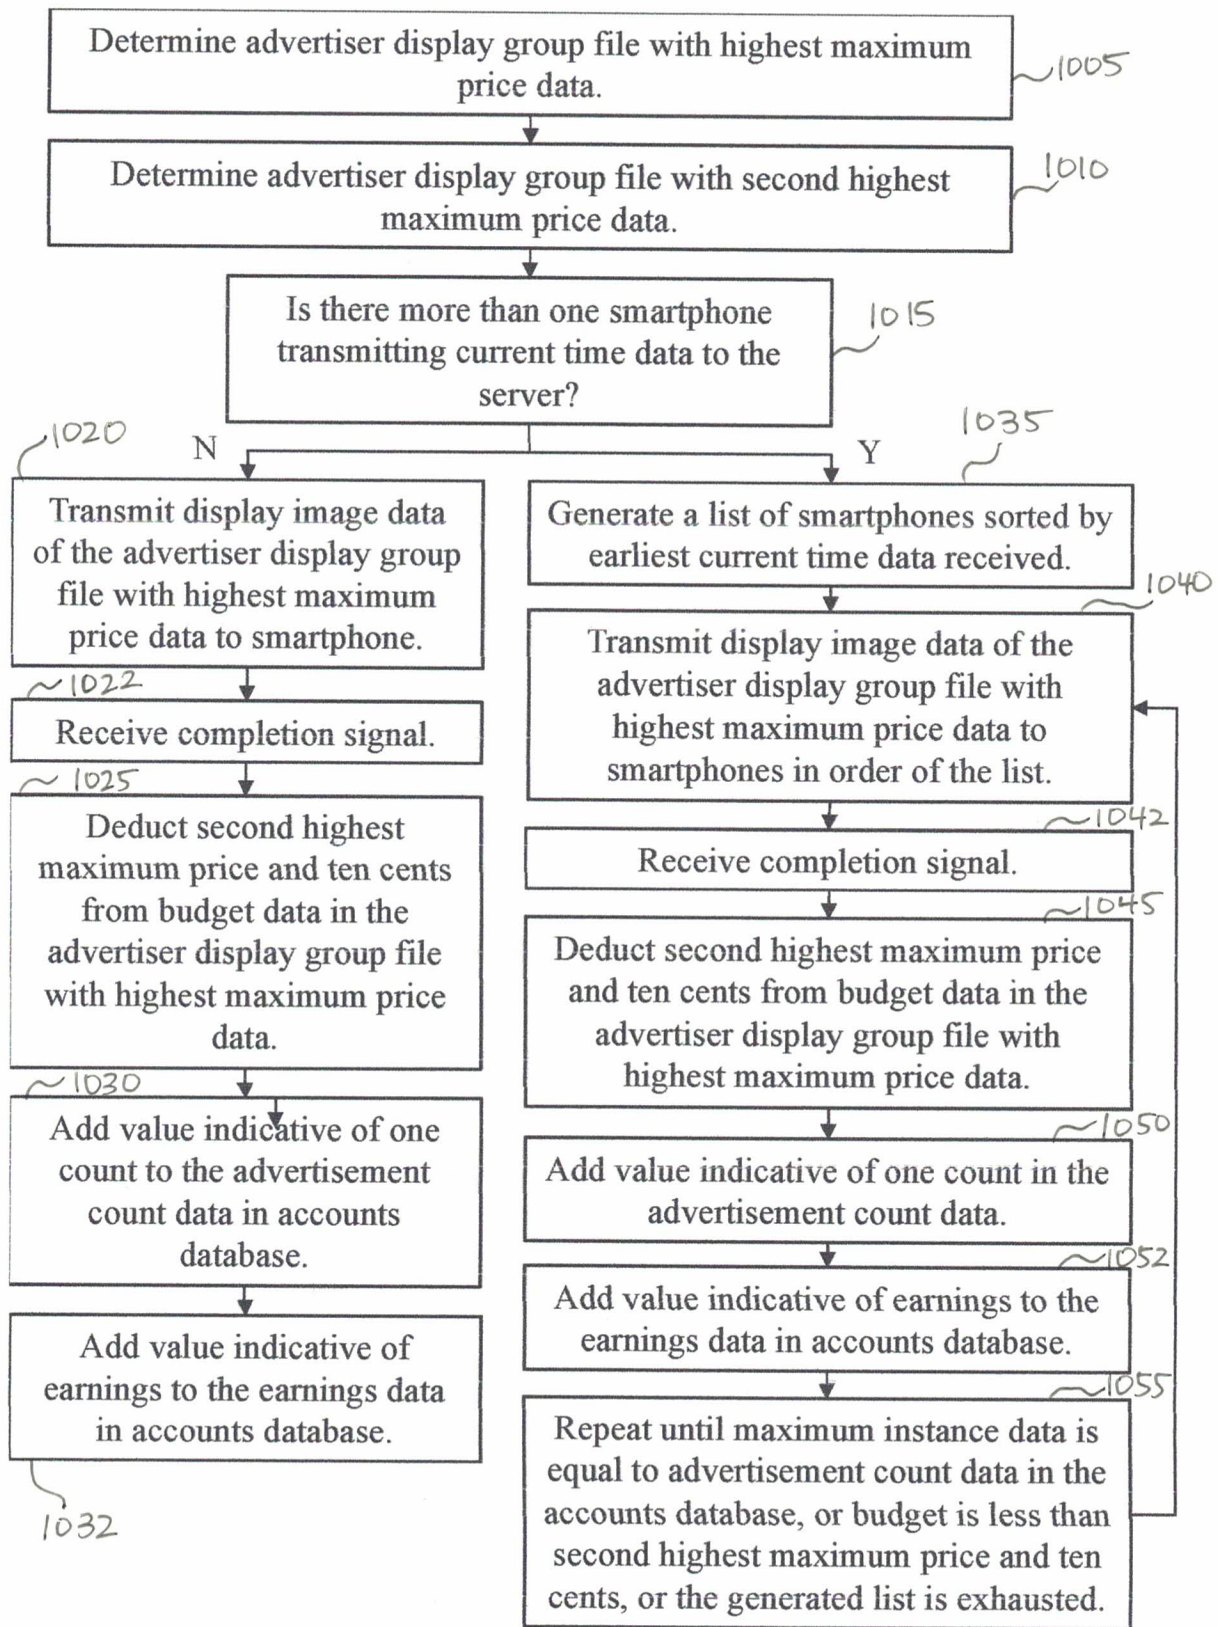 Determine advertiser display group file with highest maximum
price data.
1005
Determine advertiser display group file with second highest
maximum price data.
1010
Is there more than one smartphone
transmitting current time data to the
server?
1015
N
Y
1020
Transmit display image data
of the advertiser display group
file with highest maximum
price data to smartphone.
1022
Receive completion signal.
1025
Deduct second highest
maximum price and ten cents
from budget data in the
advertiser display group file
with highest maximum price
data.
1030
Add value indicative of one
count to the advertisement
count data in accounts
database.
Add value indicative of
earnings to the earnings data
in accounts database.
1032
1035
Generate a list of smartphones sorted by
earliest current time data received.
1040
Transmit display image data of the
advertiser display group file with
highest maximum price data to
smartphones in order of the list.
1042
Receive completion signal.
1045
Deduct second highest maximum price
and ten cents from budget data in the
advertiser display group file with
highest maximum price data.
1050
Add value indicative of one count in the
advertisement count data.
1052
Add value indicative of earnings to the
earnings data in accounts database.
1055
Repeat until maximum instance data is
equal to advertisement count data in the
accounts database, or budget is less than
second highest maximum price and ten
cents, or the generated list is exhausted.